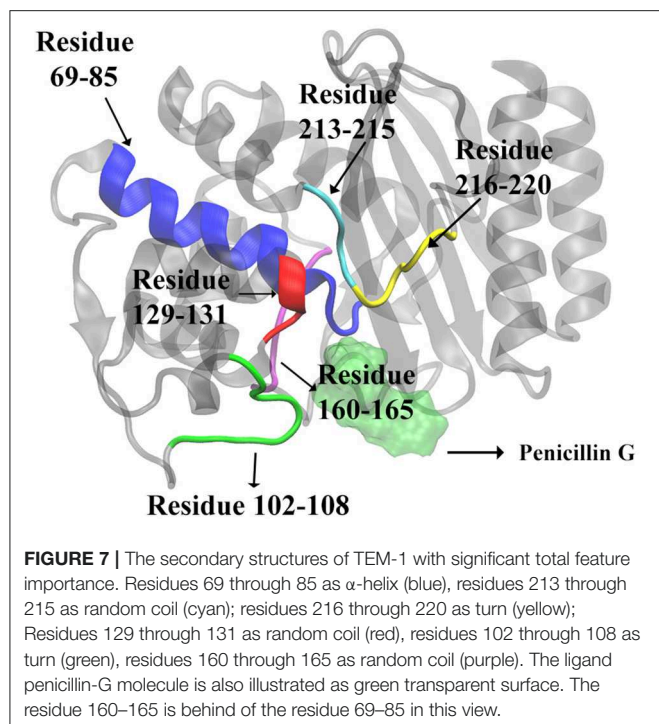 Residue
69-85
Residue
213-215
Residue
216-220
Residue
129-131
Residue
160-165
Penicillin G
Residue 102-108
FIGURE 7 | The secondary structures of TEM-1 with significant total feature
importance. Residues 69 through 85 as α-helix (blue), residues 213 through
215 as random coil (cyan); residues 216 through 220 as turn (yellow);
Residues 129 through 131 as random coil (red), residues 102 through 108 as
turn (green), residues 160 through 165 as random coil (purple). The ligand
penicillin-G molecule is also illustrated as green transparent surface. The
residue 160–165 is behind of the residue 69–85 in this view.